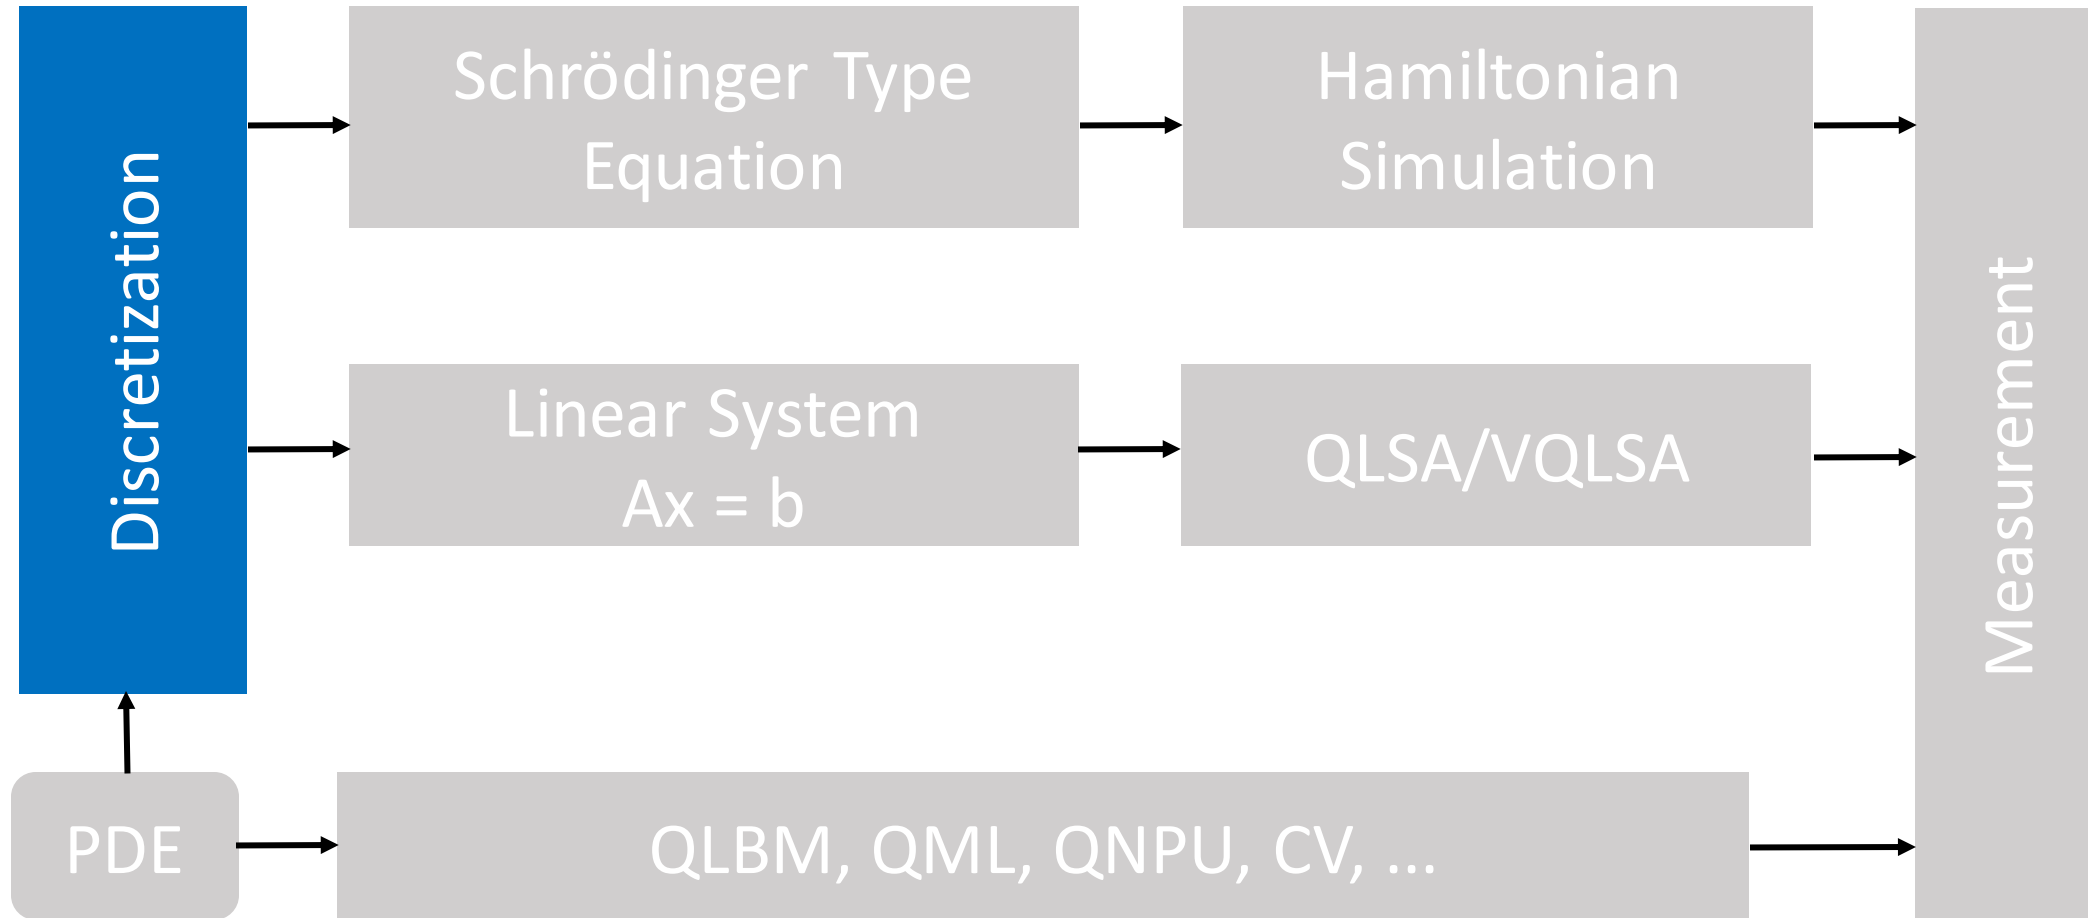 Discretization
Schrödinger Type
Equation
Hamiltonian
Simulation
Linear System
Ax = b
QLSA/VQLSA
Measurement
PDE
QLBM, QML, QNPU, CV, ...